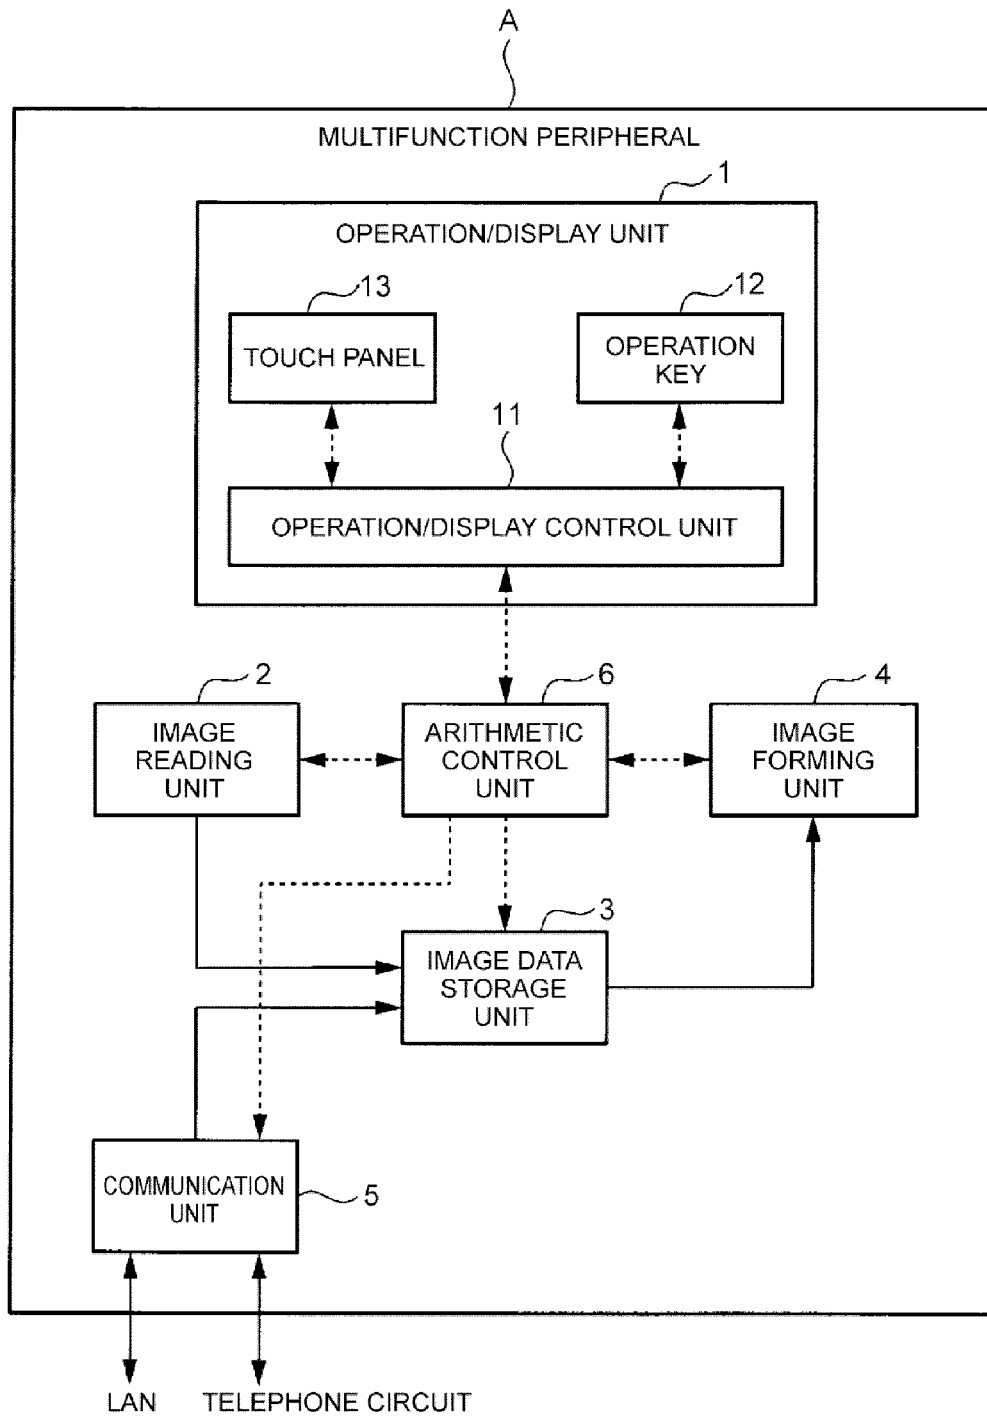 A
MULTIFUNCTION PERIPHERAL
1
OPERATION/DISPLAY UNIT
13
12
TOUCH PANEL
OPERATION
KEY
11
OPERATION/DISPLAY CONTROL UNIT
2
6
4
IMAGE
READING
UNIT
ARITHMETIC
CONTROL
UNIT
IMAGE
FORMING
UNIT
3
IMAGE DATA
STORAGE
UNIT
COMMUNICATION
UNIT
5
LAN
TELEPHONE CIRCUIT